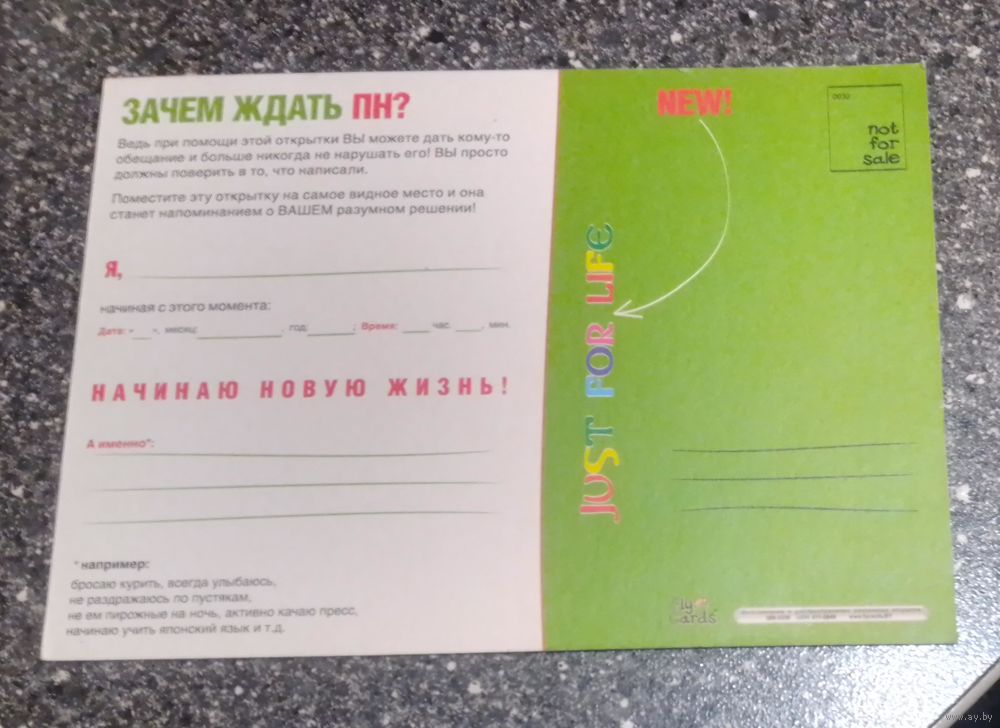 ЗАЧЕМ ЖДАТЬ ПН?
Ведь при помощи этой открытки ВЫ можете дать кому-то
обещание и больше никогда не нарушать его! ВЫ просто
должны поверить в то, что написали.
Поместите эту открытку на самое видное место и она
станет напоминанием о ВАШЕМ разумном решении!
Я,
начиная с этого момента:
Дата: « », месяц: , год: ; Время: час. , мин.
НАЧИНАЮ НОВУЮ ЖИЗНЬ!
А именно*:
* например:
бросаю курить, всегда улыбаюсь,
не раздражаюсь по пустякам,
не ем пирожные на ночь, активно качаю пресс,
начинаю учить японский язык и т.д.
NEW!
JUST FOR LIFE
not
for
sale
Fly
Cards
www.ay.by